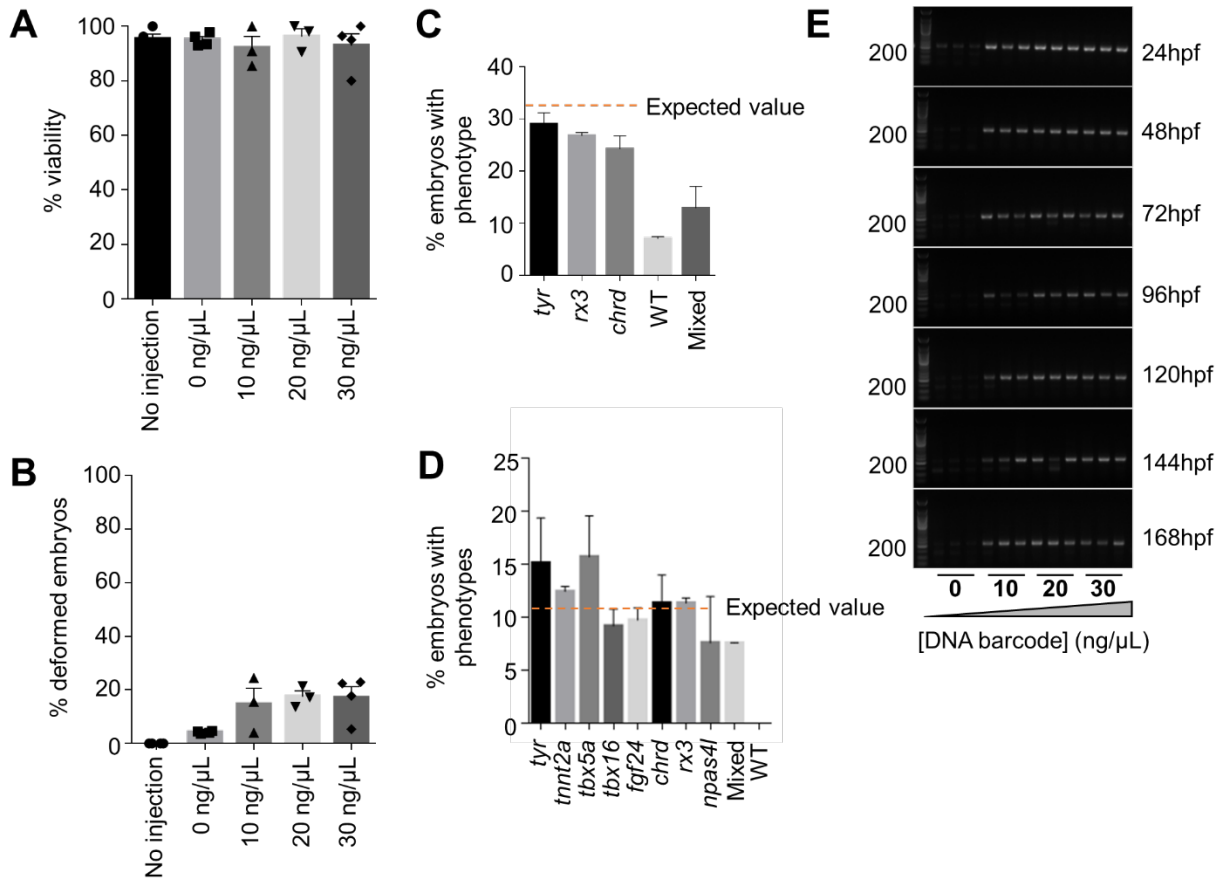 A
% viability
100
80
60
40
20
0
No injection
0 ng/µL
10 ng/µL
20 ng/µL
30 ng/µL
B
% deformed embryos
100
80
60
40
20
0
No injection
0 ng/µL
10 ng/µL
20 ng/µL
30 ng/µL
C
% embryos with
phenotype
40
30
20
10
0
Expected value
tyr
rx3
chrd
WT
Mixed
D
% embryos with
phenotypes
25
20
15
10
5
0
Expected value
tyr
tnnt2a
tbx5a
tbx16
fgf24
chrd
rx3
npas4l
Mixed
WT
E
200 24hpf
200 48hpf
200 72hpf
200 96hpf
200 120hpf
200 144hpf
200 168hpf
0 10 20 30
[DNA barcode] (ng/µL)